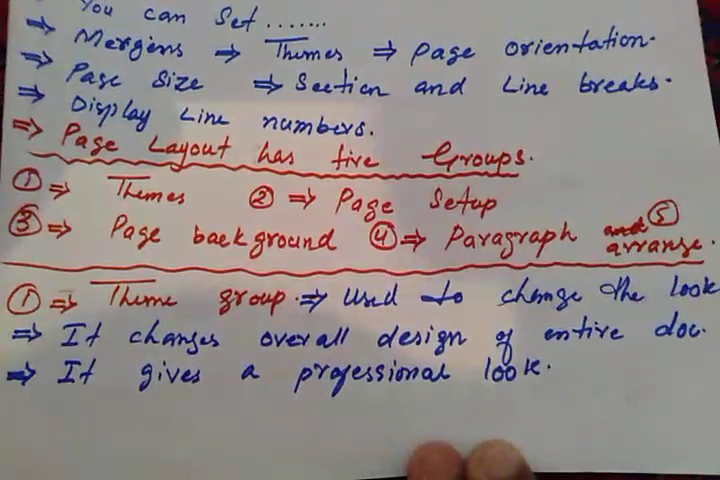 You can Set .......
⇒ Mergins ⇒ Themes ⇒ Page orientation.
⇒ Page Size ⇒ Section and Line breaks.
⇒ Display Line numbers.
⇒ Page Layout has five Groups.
① ⇒ Themes ② ⇒ Page Setup
③ ⇒ Page background ④ ⇒ Paragraph and ⑤ arrange.
① ⇒ Theme group. ⇒ Used to change the look
⇒ It changes overall design of entire doc.
⇒ It gives a professional look.